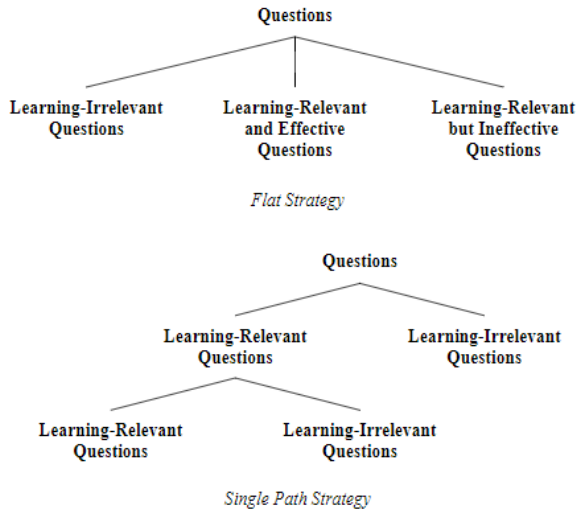 Questions
Learning-Irrelevant Questions
Learning-Relevant and Effective Questions
Learning-Relevant but Ineffective Questions
Flat Strategy
Questions
Learning-Relevant Questions
Learning-Irrelevant Questions
Learning-Relevant Questions
Learning-Irrelevant Questions
Single Path Strategy